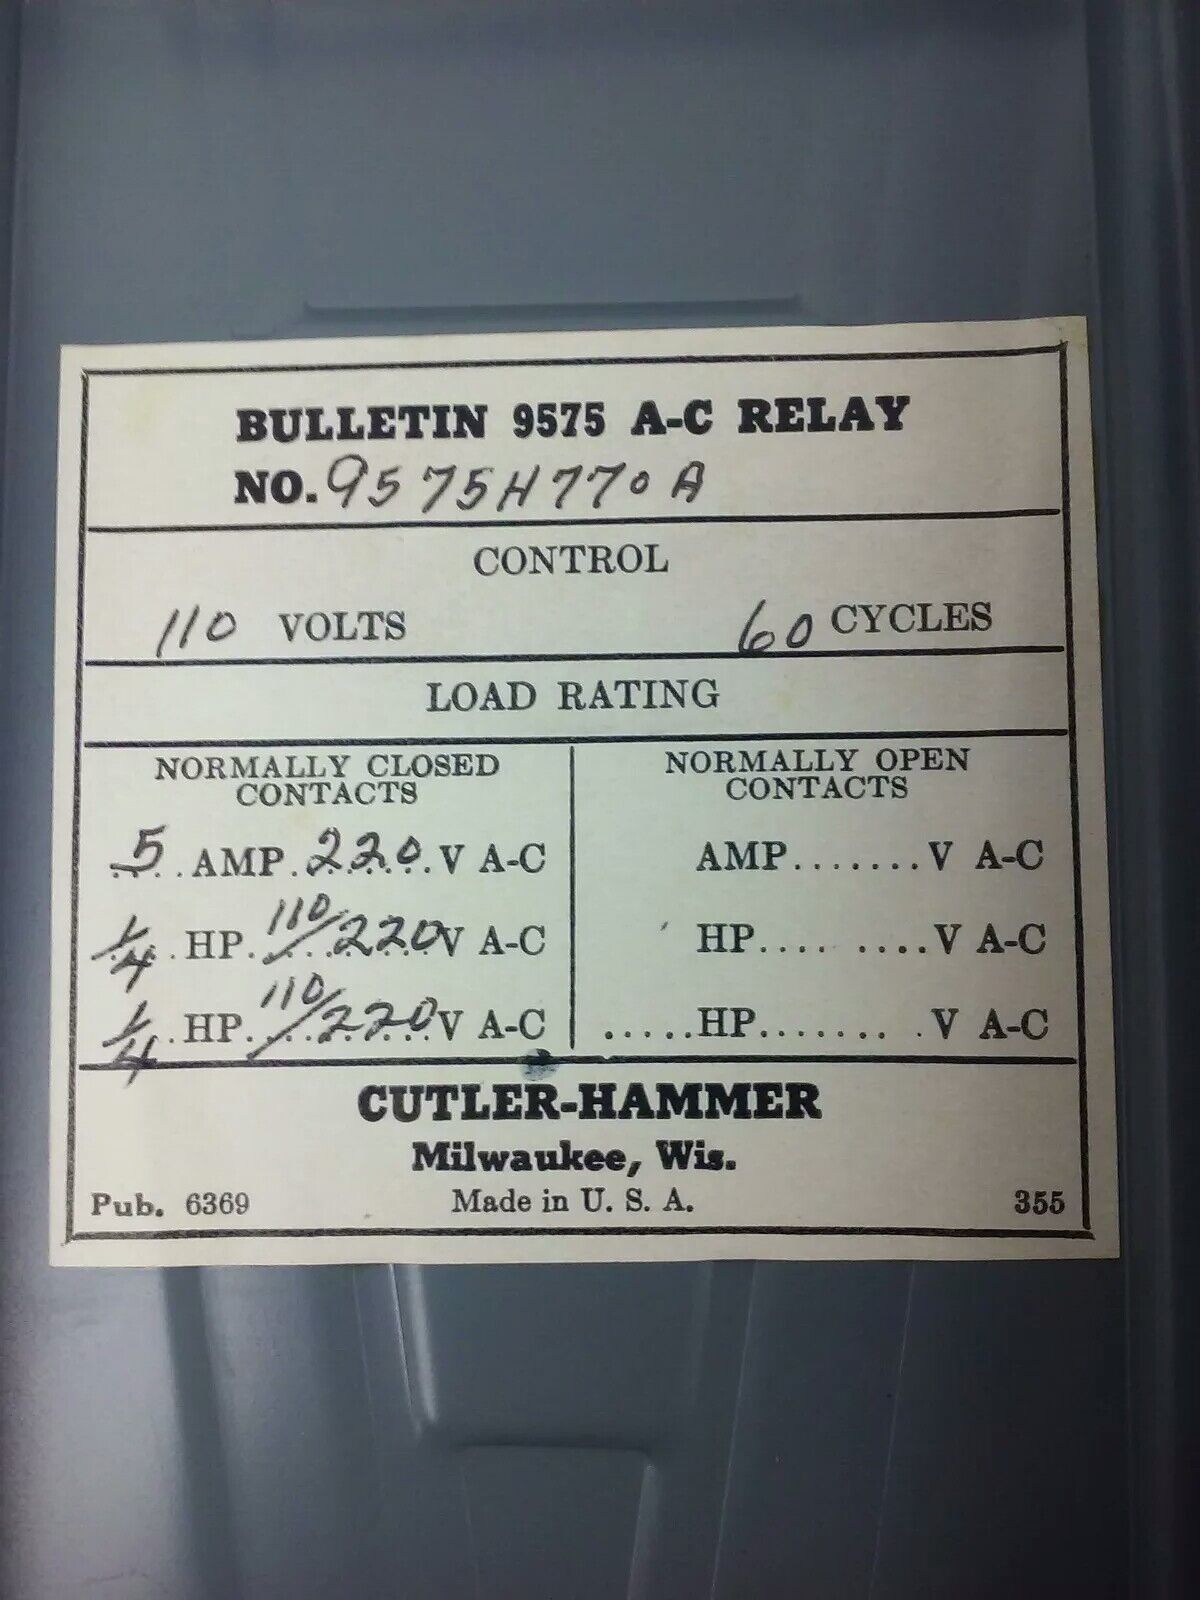 BULLETIN 9575 A-C RELAY
NO. 9575H770A
CONTROL
110 VOLTS 60 CYCLES
LOAD RATING
NORMALLY CLOSED
CONTACTS
5 AMP. 220 V A-C
1/4 HP. 110/220 V A-C
1/4 HP. 110/220 V A-C
NORMALLY OPEN
CONTACTS
AMP.......V A-C
HP.... ....V A-C
.....HP....... .V A-C
CUTLER-HAMMER
Milwaukee, Wis.
Pub. 6369 Made in U. S. A. 355